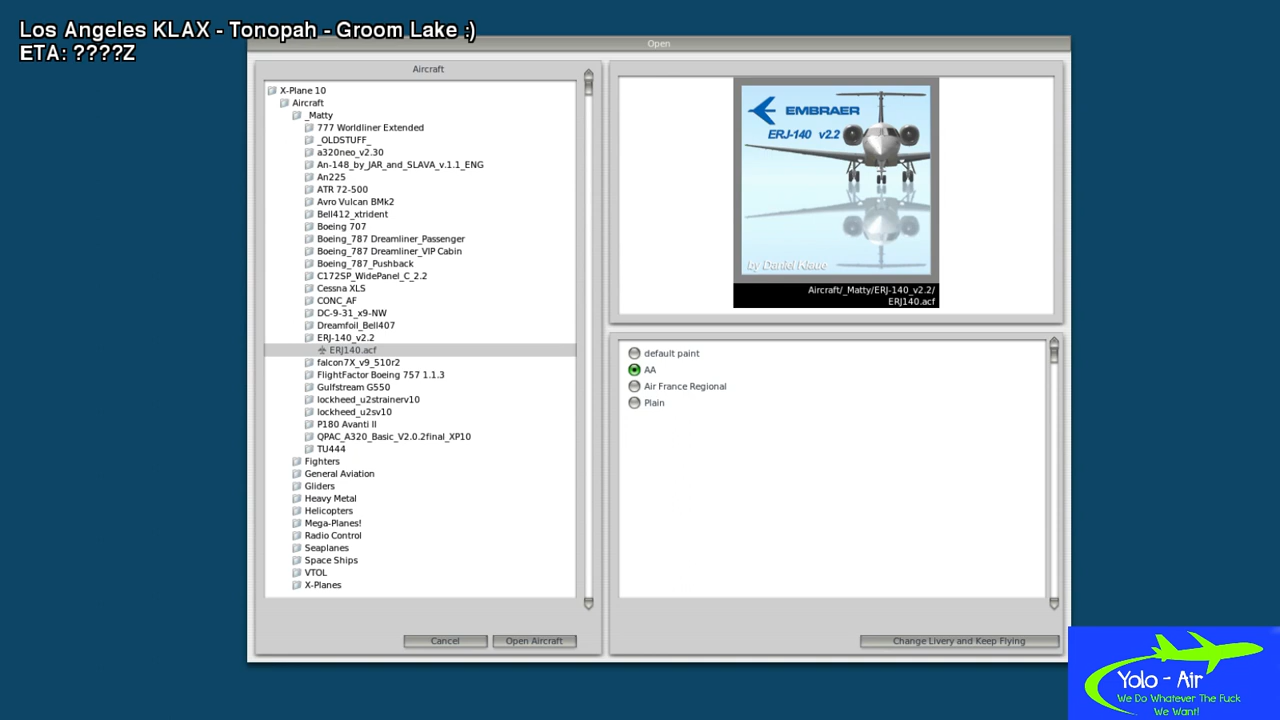 Los Angeles KLAX - Tonopah - Groom Lake :)
ETA: ????Z
Open
Aircraft
X-Plane 10
Aircraft
_Matty
777 Worldliner Extended
_OLDSTUFF_
a320neo_v2.30
An-148_by_JAR_and_SLAVA_v.1.1_ENG
An225
ATR 72-500
Avro Vulcan BMk2
Bell412_xtrident
Boeing 707
Boeing_787 Dreamliner_Passenger
Boeing_787 Dreamliner_VIP Cabin
Boeing_787_Pushback
C172SP_WidePanel_C_2.2
Cessna XLS
CONC_AF
DC-9-31_x9-NW
Dreamfoil_Bell407
ERJ-140_v2.2
ERJ140.acf
falcon7X_v9_510r2
FlightFactor Boeing 757 1.1.3
Gulfstream G550
lockheed_u2strainerv10
lockheed_u2sv10
P180 Avanti II
QPAC_A320_Basic_V2.0.2final_XP10
TU444
Fighters
General Aviation
Gliders
Heavy Metal
Helicopters
Mega-Planes!
Radio Control
Seaplanes
Space Ships
VTOL
X-Planes
Cancel
Open Aircraft
EMBRAER
ERJ-140 v2.2
by Daniel Klaue
Aircraft/_Matty/ERJ-140_v2.2/
ERJ140.acf
default paint
AA
Air France Regional
Plain
Change Livery and Keep Flying
Yolo - Air
We Do Whatever The Fuck
We Want!